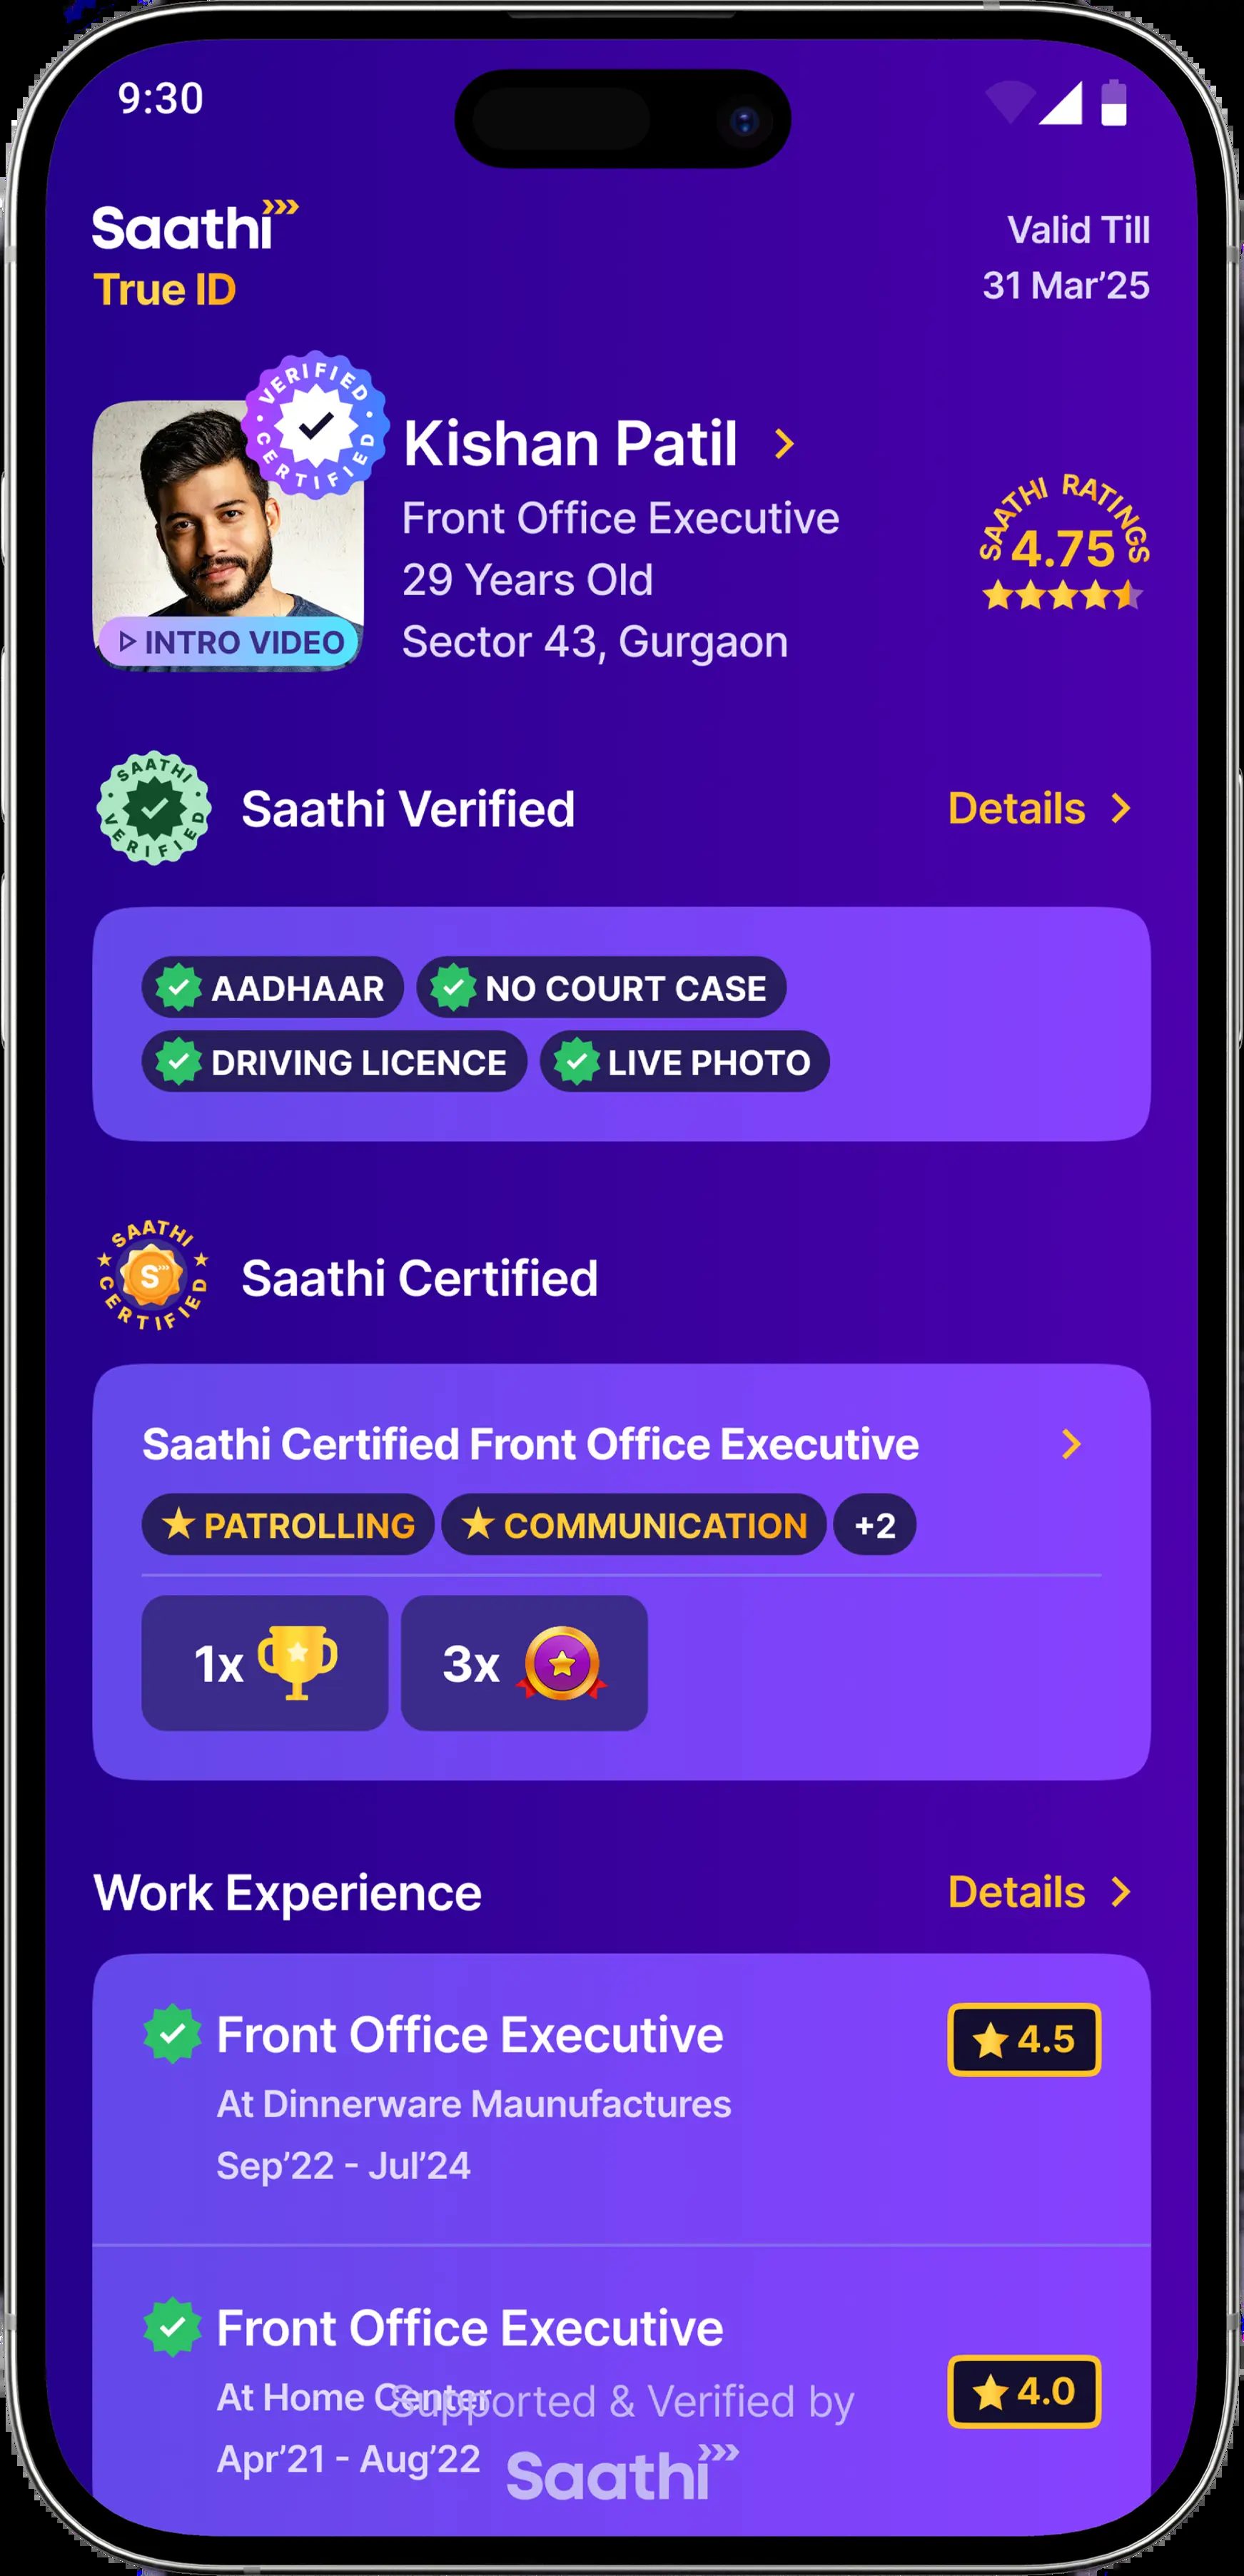 9:30
Saathi
True ID
Valid Till
31 Mar’25
VERIFIED
CERTIFIED
Kishan Patil
Front Office Executive
29 Years Old
Sector 43, Gurgaon
INTRO VIDEO
SAATHI RATINGS
4.75
SAATHI
VERIFIED
Saathi Verified
Details
AADHAAR
NO COURT CASE
DRIVING LICENCE
LIVE PHOTO
SAATHI
S
CERTIFIED
Saathi Certified
Saathi Certified Front Office Executive
PATROLLING
COMMUNICATION
+2
1x
3x
Work Experience
Details
Front Office Executive
4.5
At Dinnerware Maunufactures
Sep’22 - Jul’24
Front Office Executive
At Home Center
4.0
Apr’21 - Aug’22
Supported & Verified by
Saathi